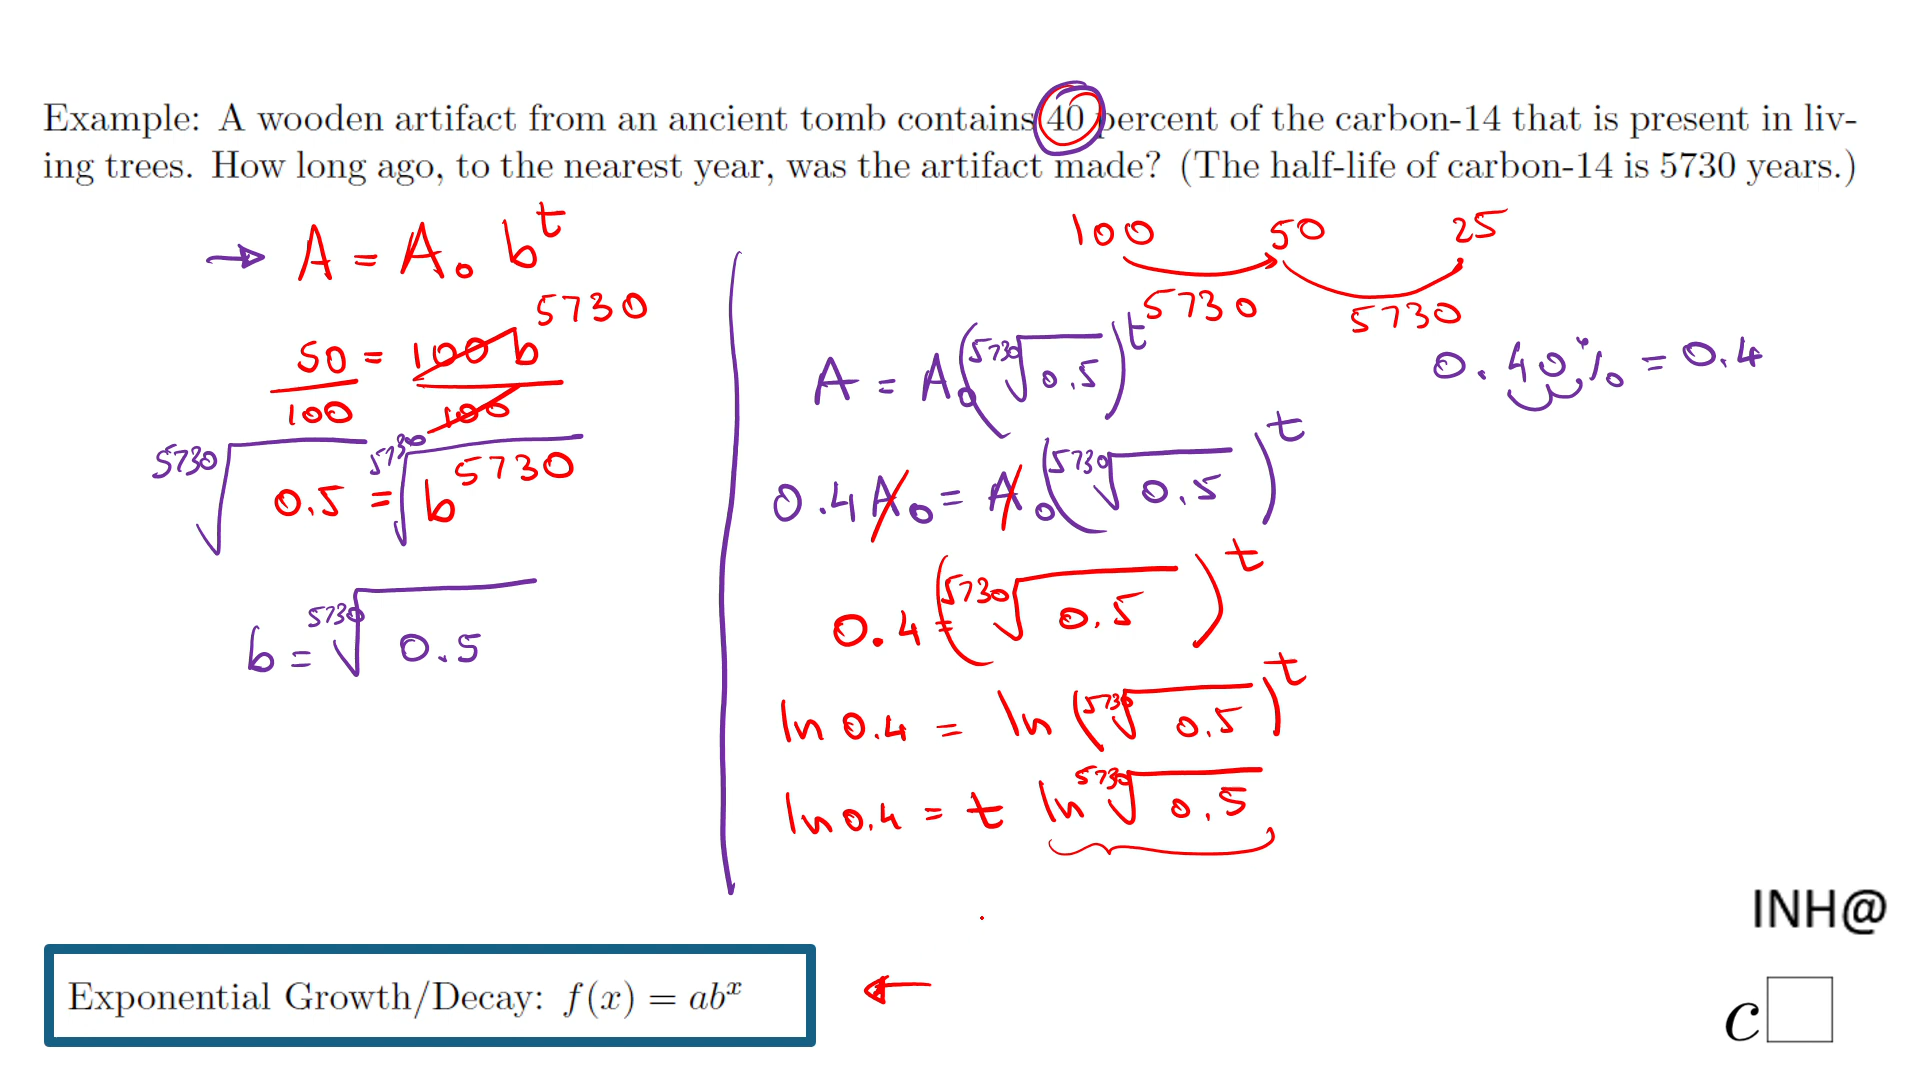 Example: A wooden artifact from an ancient tomb contains 40 percent of the carbon-14 that is present in liv-
ing trees. How long ago, to the nearest year, was the artifact made? (The half-life of carbon-14 is 5730 years.)
A = A₀ b^t
50/100 = 100 b^5730/100
⁵⁷³⁰√0.5 = ⁵⁷³⁰√b^5730
b = ⁵⁷³⁰√0.5
100 50 25
5730 5730
A = A₀(⁵⁷³⁰√0.5)^t
0.40% = 0.4
0.4A₀ = A₀(⁵⁷³⁰√0.5)^t
0.4 = (⁵⁷³⁰√0.5)^t
ln 0.4 = ln (⁵⁷³⁰√0.5)^t
ln 0.4 = t ln ⁵⁷³⁰√0.5
Exponential Growth/Decay: f(x) = ab^x
INH@
c□